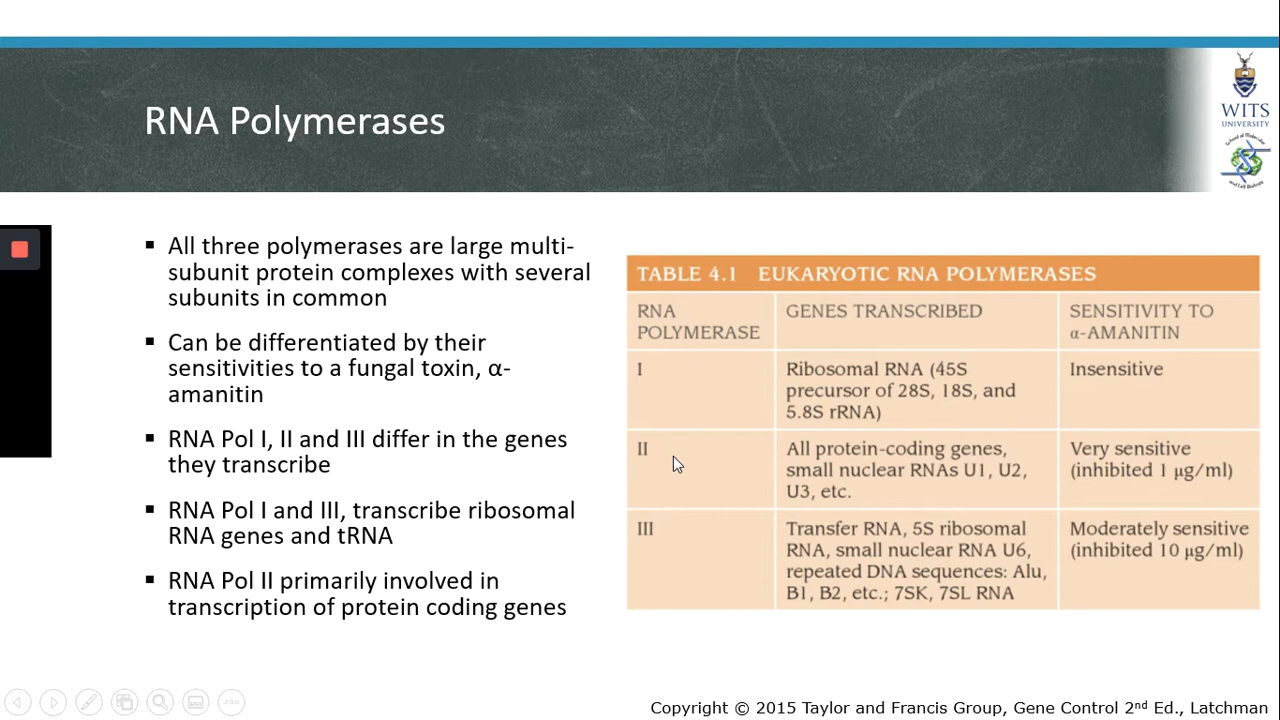 RNA Polymerases
WITS
UNIVERSITY
School of Molecular
and Cell Biology
▪ All three polymerases are large multi-
subunit protein complexes with several
subunits in common
▪ Can be differentiated by their
sensitivities to a fungal toxin, α-
amanitin
▪ RNA Pol I, II and III differ in the genes
they transcribe
▪ RNA Pol I and III, transcribe ribosomal
RNA genes and tRNA
▪ RNA Pol II primarily involved in
transcription of protein coding genes
TABLE 4.1 EUKARYOTIC RNA POLYMERASES
RNA
POLYMERASE
GENES TRANSCRIBED
SENSITIVITY TO
α-AMANITIN
I
Ribosomal RNA (45S
precursor of 28S, 18S, and
5.8S rRNA)
Insensitive
II
All protein-coding genes,
small nuclear RNAs U1, U2,
U3, etc.
Very sensitive
(inhibited 1 μg/ml)
III
Transfer RNA, 5S ribosomal
RNA, small nuclear RNA U6,
repeated DNA sequences: Alu,
B1, B2, etc.; 7SK, 7SL RNA
Moderately sensitive
(inhibited 10 μg/ml)
Copyright © 2015 Taylor and Francis Group, Gene Control 2nd Ed., Latchman